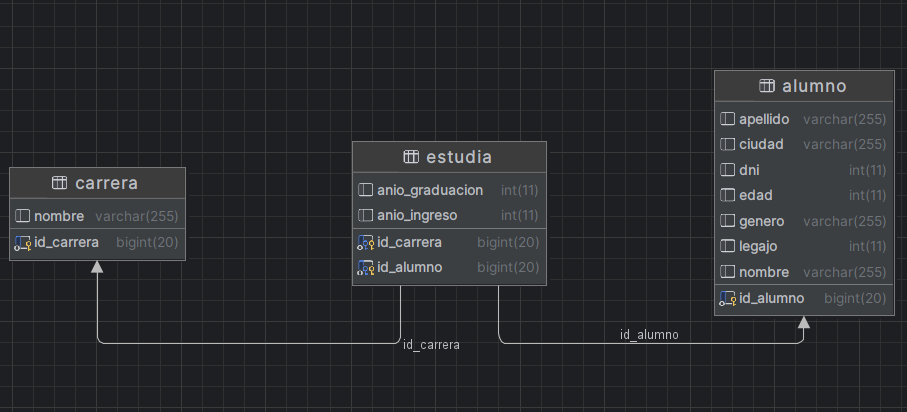 carrera
nombre varchar(255)
id_carrera bigint(20)
estudia
anio_graduacion int(11)
anio_ingreso int(11)
id_carrera bigint(20)
id_alumno bigint(20)
alumno
apellido varchar(255)
ciudad varchar(255)
dni int(11)
edad int(11)
genero varchar(255)
legajo int(11)
nombre varchar(255)
id_alumno bigint(20)
id_carrera
id_alumno